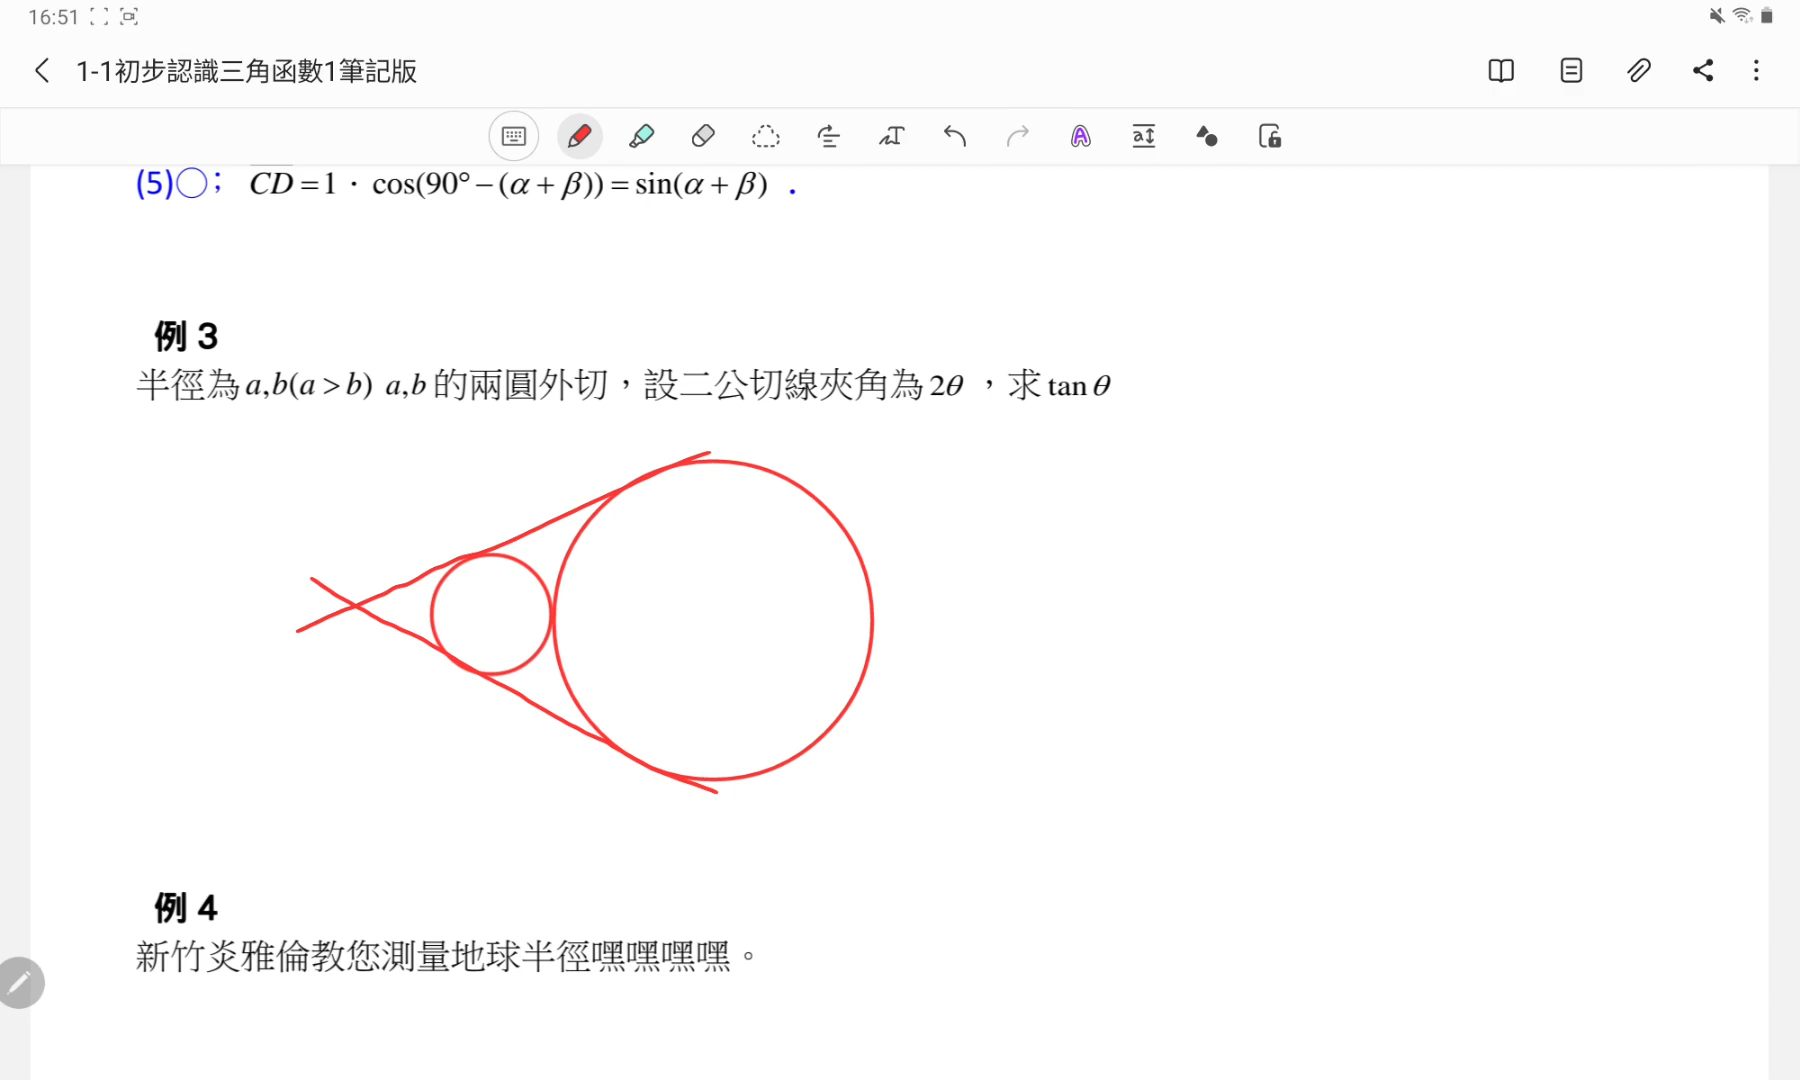 16:51
1-1初步認識三角函數1筆記版
(5)◯； CD = 1 · cos(90° − (α + β)) = sin(α + β) .
例 3
半徑為 a,b(a > b) a,b 的兩圓外切，設二公切線夾角為 2θ ，求 tan θ
例 4
新竹炎雅倫教您測量地球半徑嘿嘿嘿嘿。